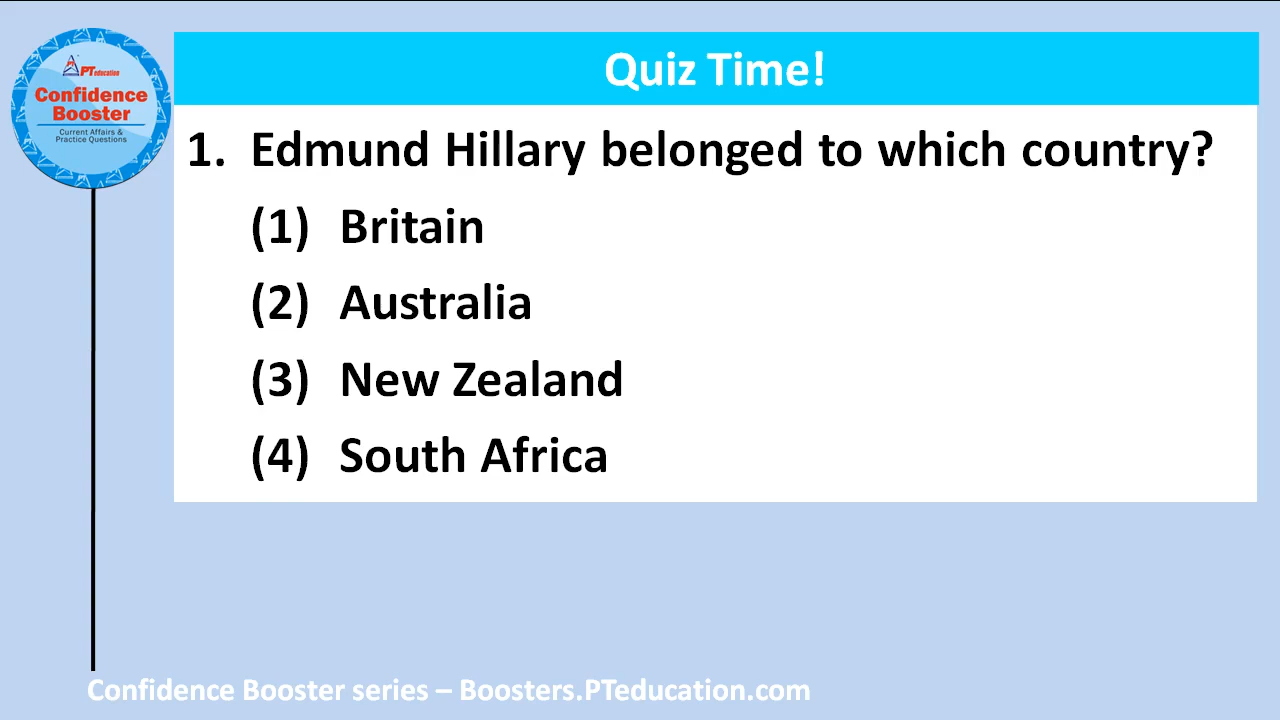 PTeducation
Confidence
Booster
Current Affairs &
Practice Questions
Quiz Time!
1. Edmund Hillary belonged to which country?
(1) Britain
(2) Australia
(3) New Zealand
(4) South Africa
Confidence Booster series – Boosters.PTeducation.com